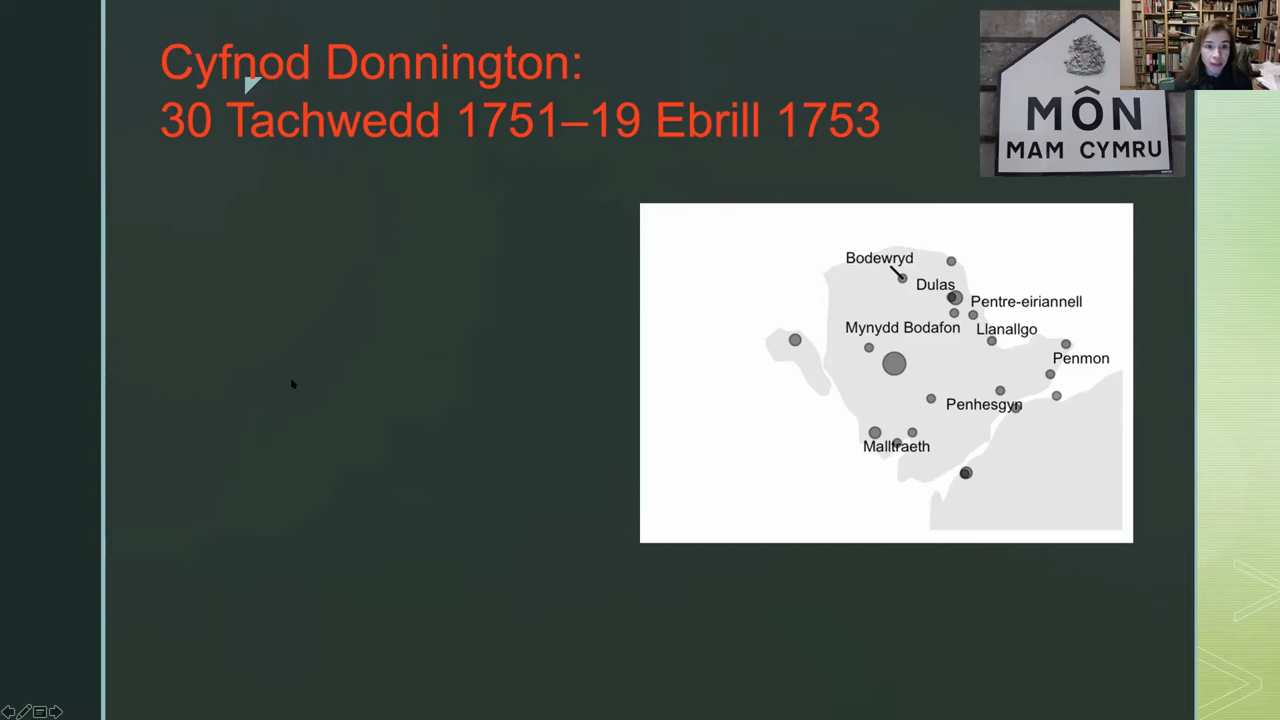 Cyfnod Donnington:
30 Tachwedd 1751–19 Ebrill 1753
MÔN
MAM CYMRU
Bodewryd
Dulas
Pentre-eiriannell
Mynydd Bodafon
Llanallgo
Penmon
Penhesgyn
Malltraeth